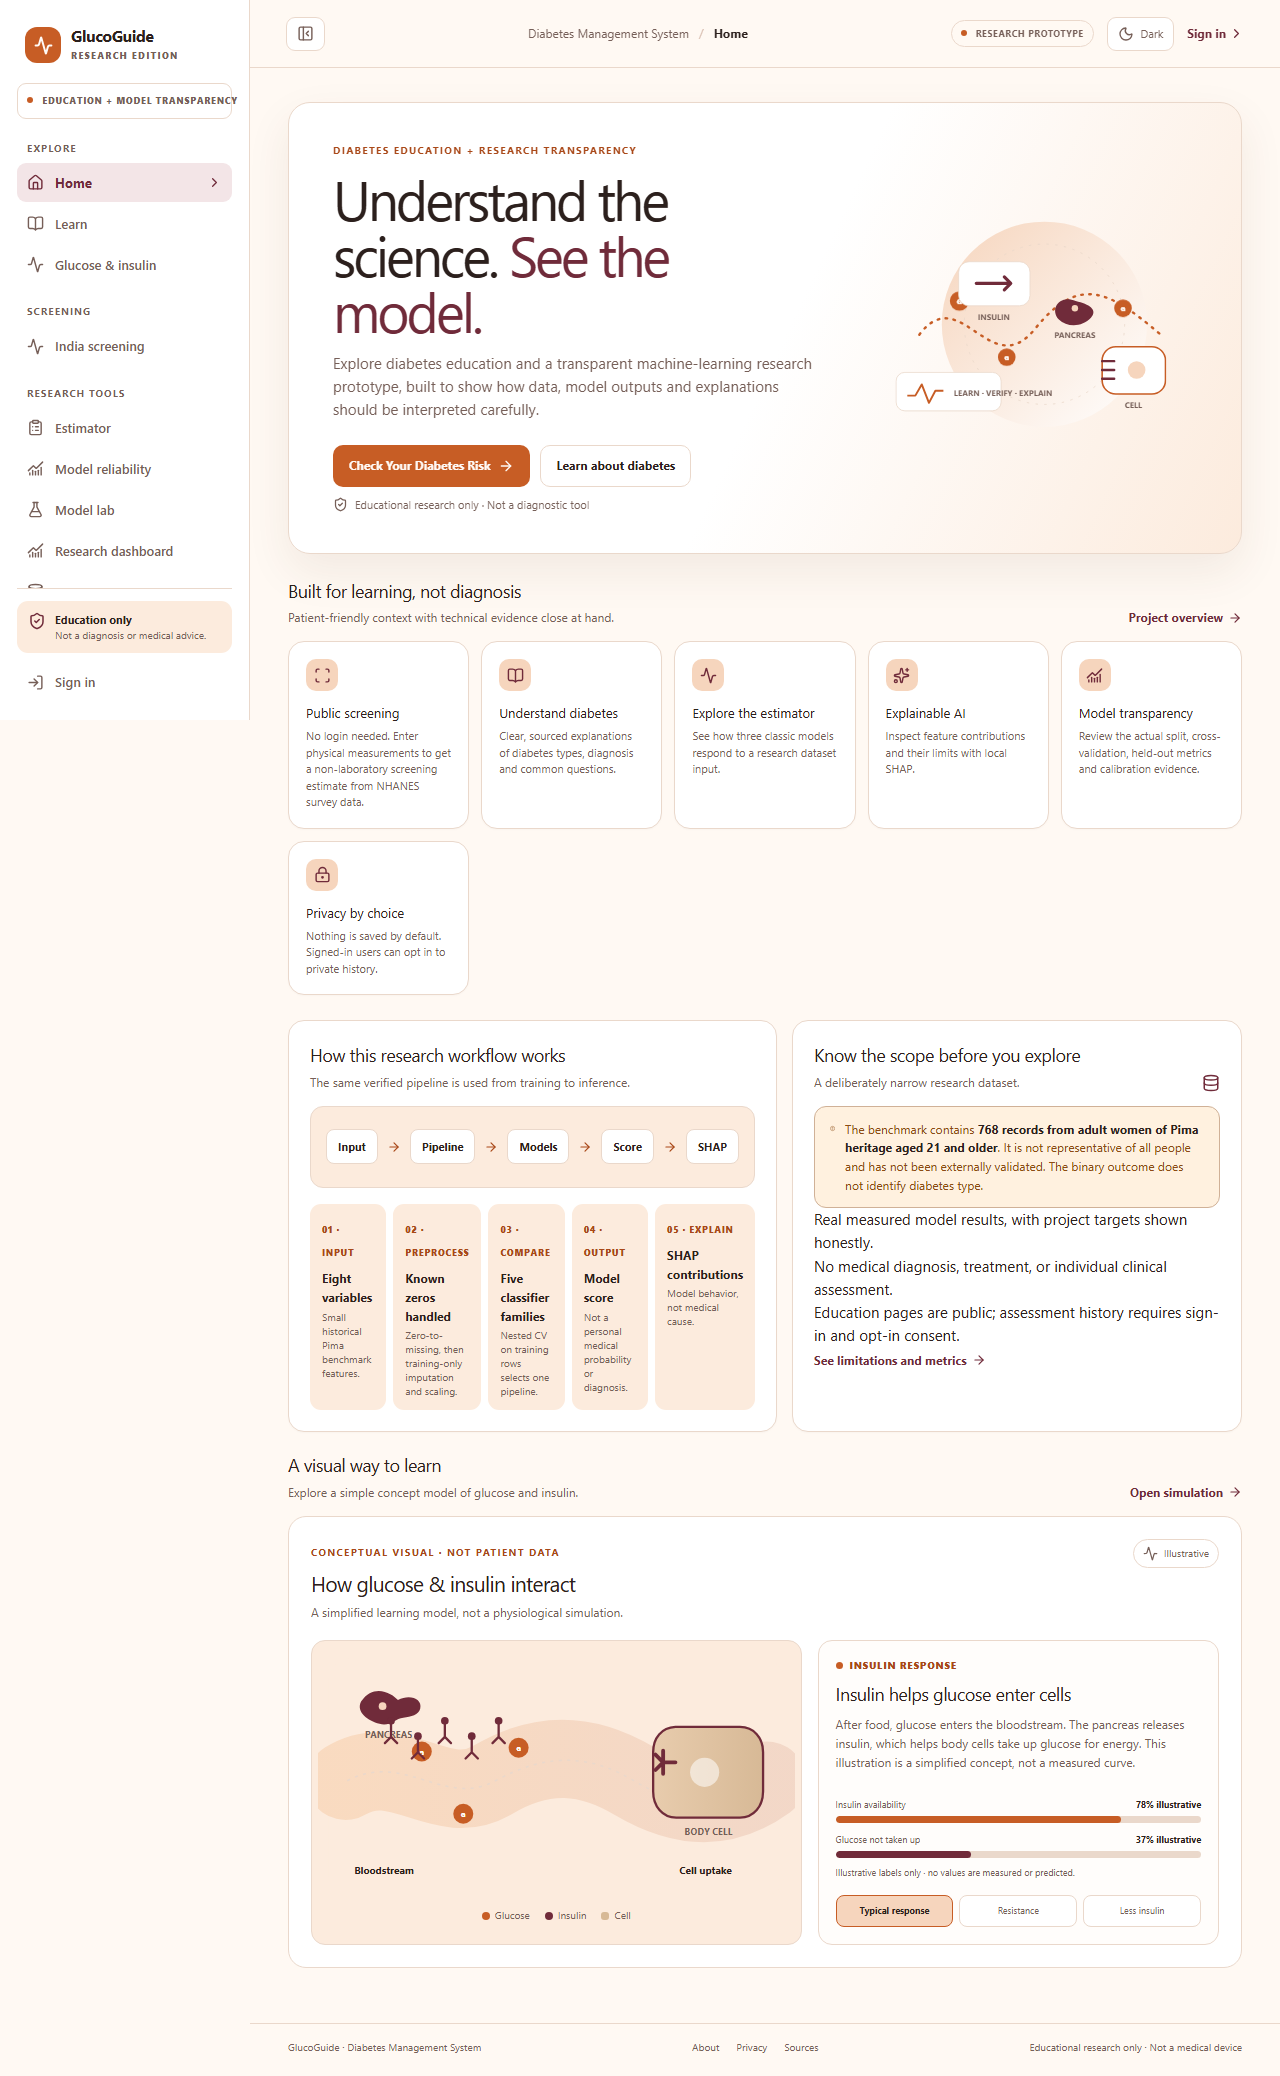 GlucoGuide
RESEARCH EDITION
EDUCATION + MODEL TRANSPARENCY
EXPLORE
Home
Learn
Glucose & insulin
SCREENING
India screening
RESEARCH TOOLS
Estimator
Model reliability
Model lab
Research dashboard
Education only
Not a diagnosis or medical advice.
Sign in
Diabetes Management System / Home
RESEARCH PROTOTYPE
Dark
Sign in
DIABETES EDUCATION + RESEARCH TRANSPARENCY
Understand the
science. See the
model.
Explore diabetes education and a transparent machine-learning research
prototype, built to show how data, model outputs and explanations
should be interpreted carefully.
Check Your Diabetes Risk
Learn about diabetes
Educational research only · Not a diagnostic tool
INSULIN
PANCREAS
LEARN · VERIFY · EXPLAIN
CELL
Built for learning, not diagnosis
Patient-friendly context with technical evidence close at hand.
Project overview
Public screening
No login needed. Enter
physical measurements to get
a non-laboratory screening
estimate from NHANES
survey data.
Understand diabetes
Clear, sourced explanations
of diabetes types, diagnosis
and common questions.
Explore the estimator
See how three classic models
respond to a research dataset
input.
Explainable AI
Inspect feature contributions
and their limits with local
SHAP.
Model transparency
Review the actual split, cross-
validation, held-out metrics
and calibration evidence.
Privacy by choice
Nothing is saved by default.
Signed-in users can opt in to
private history.
How this research workflow works
The same verified pipeline is used from training to inference.
Input
Pipeline
Models
Score
SHAP
01 ·
INPUT
Eight
variables
Small
historical
Pima
benchmark
features.
02 ·
PREPROCESS
Known
zeros
handled
Zero-to-
missing, then
training-only
imputation
and scaling.
03 ·
COMPARE
Five
classifier
families
Nested CV
on training
rows
selects one
pipeline.
04 ·
OUTPUT
Model
score
Not a
personal
medical
probability
or
diagnosis.
05 · EXPLAIN
SHAP
contributions
Model behavior,
not medical
cause.
Know the scope before you explore
A deliberately narrow research dataset.
The benchmark contains 768 records from adult women of Pima
heritage aged 21 and older. It is not representative of all people
and has not been externally validated. The binary outcome does
not identify diabetes type.
Real measured model results, with project targets shown
honestly.
No medical diagnosis, treatment, or individual clinical
assessment.
Education pages are public; assessment history requires sign-
in and opt-in consent.
See limitations and metrics
A visual way to learn
Explore a simple concept model of glucose and insulin.
Open simulation
CONCEPTUAL VISUAL · NOT PATIENT DATA
Illustrative
How glucose & insulin interact
A simplified learning model, not a physiological simulation.
PANCREAS
BODY CELL
Bloodstream
Cell uptake
Glucose
Insulin
Cell
INSULIN RESPONSE
Insulin helps glucose enter cells
After food, glucose enters the bloodstream. The pancreas releases
insulin, which helps body cells take up glucose for energy. This
illustration is a simplified concept, not a measured curve.
Insulin availability 78% illustrative
Glucose not taken up 37% illustrative
Illustrative labels only · no values are measured or predicted.
Typical response
Resistance
Less insulin
GlucoGuide · Diabetes Management System
About
Privacy
Sources
Educational research only · Not a medical device